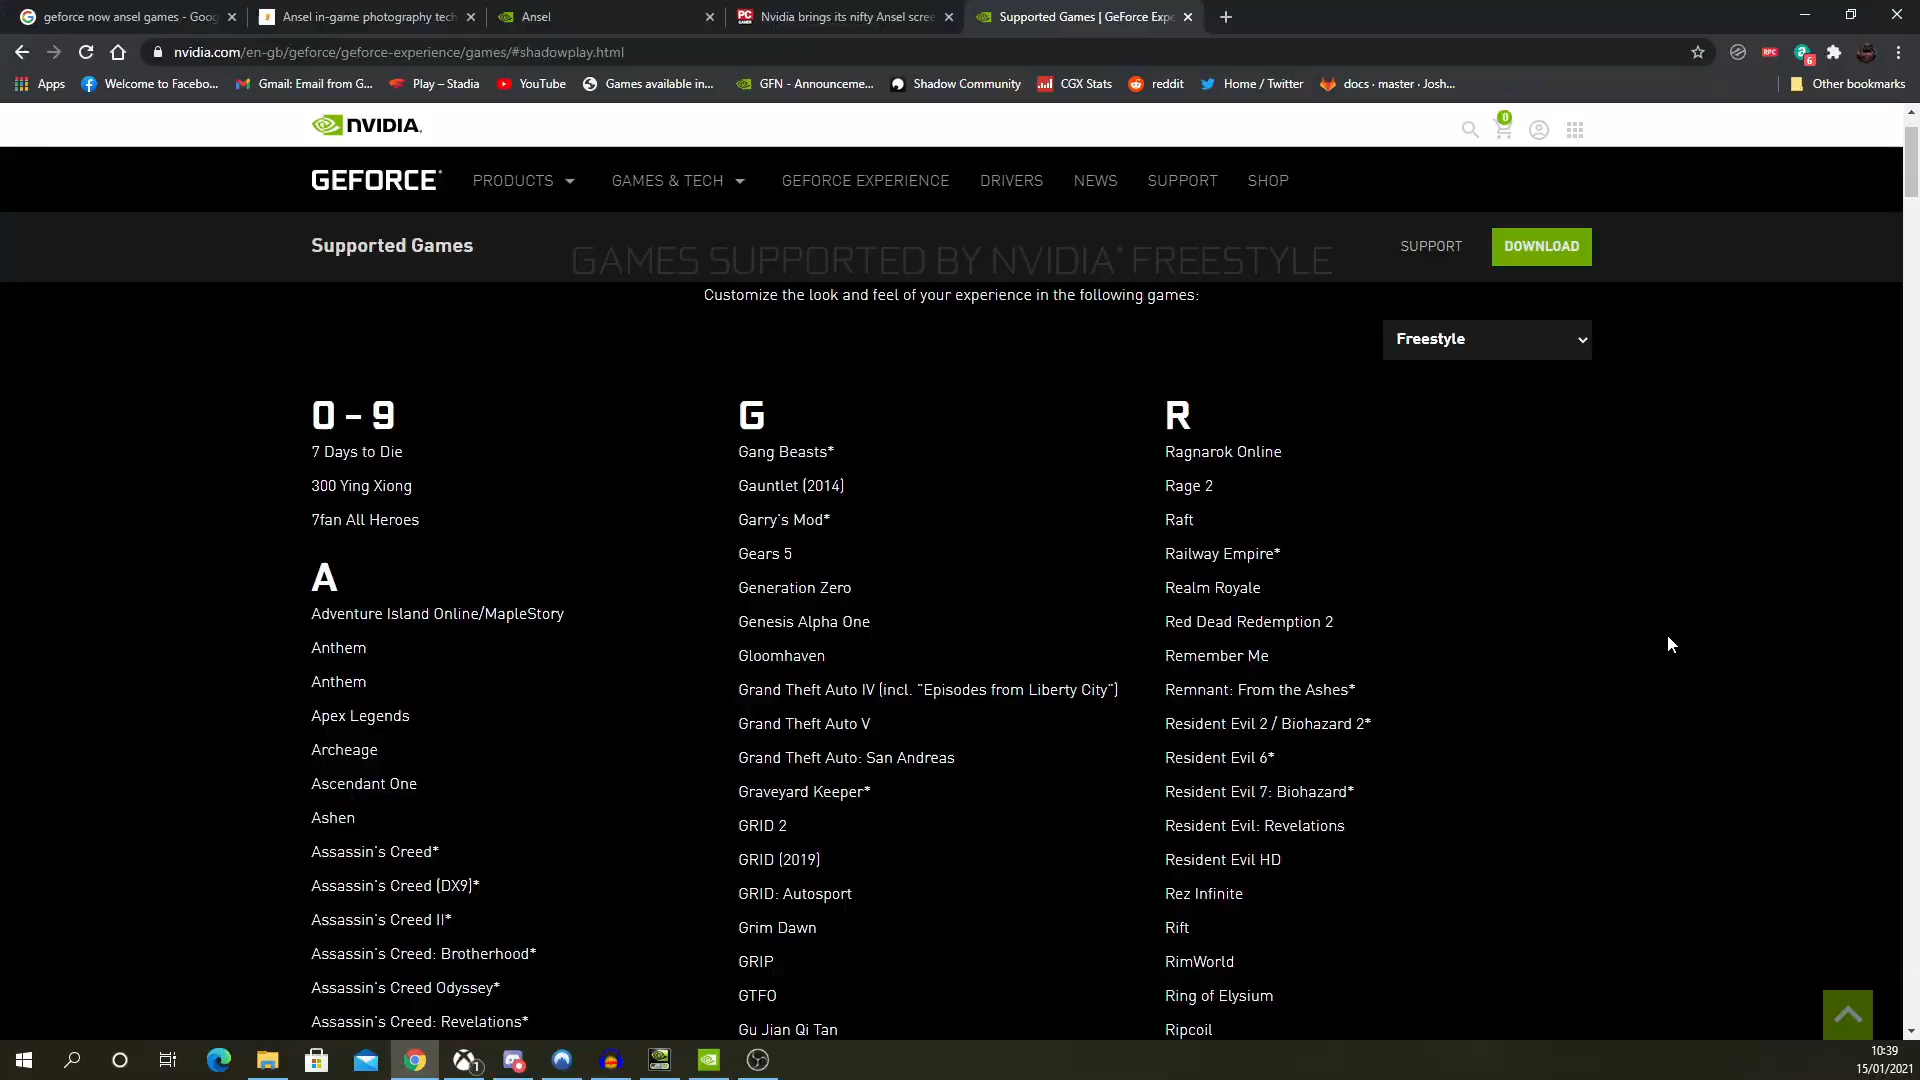 geforce now ansel games - Goog
Ansel in-game photography tech
Ansel
Nvidia brings its nifty Ansel scree
Supported Games | GeForce Expe
nvidia.com/en-gb/geforce/geforce-experience/games/#shadowplay.html
RPC
6
Apps
Welcome to Facebo...
Gmail: Email from G...
Play – Stadia
YouTube
Games available in...
GFN - Announceme...
Shadow Community
CGX Stats
reddit
Home / Twitter
docs · master · Josh...
Other bookmarks
NVIDIA.
0
GEFORCE
PRODUCTS
GAMES & TECH
GEFORCE EXPERIENCE
DRIVERS
NEWS
SUPPORT
SHOP
Supported Games
GAMES SUPPORTED BY NVIDIA® FREESTYLE
SUPPORT
DOWNLOAD
Customize the look and feel of your experience in the following games:
Freestyle
0 – 9
7 Days to Die
300 Ying Xiong
7fan All Heroes
A
Adventure Island Online/MapleStory
Anthem
Anthem
Apex Legends
Archeage
Ascendant One
Ashen
Assassin's Creed*
Assassin's Creed (DX9)*
Assassin's Creed II*
Assassin's Creed: Brotherhood*
Assassin's Creed Odyssey*
Assassin's Creed: Revelations*
G
Gang Beasts*
Gauntlet (2014)
Garry's Mod*
Gears 5
Generation Zero
Genesis Alpha One
Gloomhaven
Grand Theft Auto IV (incl. "Episodes from Liberty City")
Grand Theft Auto V
Grand Theft Auto: San Andreas
Graveyard Keeper*
GRID 2
GRID (2019)
GRID: Autosport
Grim Dawn
GRIP
GTFO
Gu Jian Qi Tan
R
Ragnarok Online
Rage 2
Raft
Railway Empire*
Realm Royale
Red Dead Redemption 2
Remember Me
Remnant: From the Ashes*
Resident Evil 2 / Biohazard 2*
Resident Evil 6*
Resident Evil 7: Biohazard*
Resident Evil: Revelations
Resident Evil HD
Rez Infinite
Rift
RimWorld
Ring of Elysium
Ripcoil
1
10:39
15/01/2021